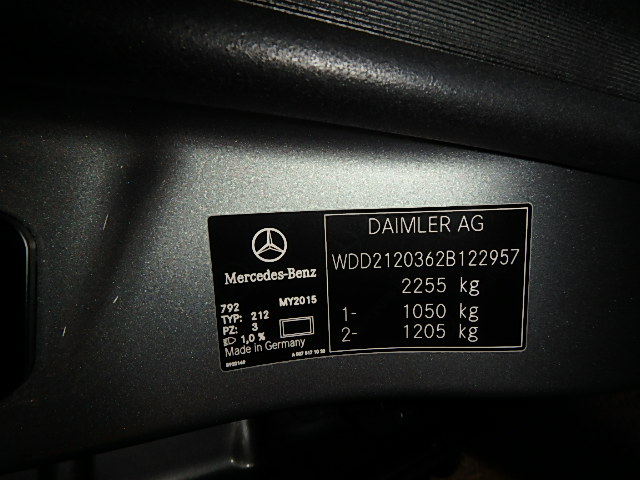 Mercedes-Benz
792 MY2015
TYP: 212
PZ: 3
1,0 %
Made in Germany
DAIMLER AG
WDD2120362B122957
2255 kg
1- 1050 kg
2- 1205 kg